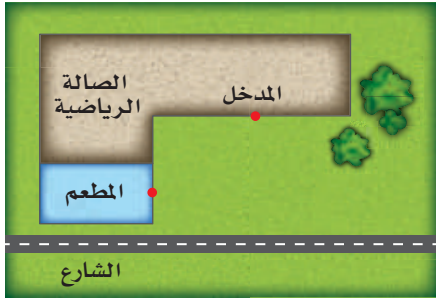 الصالة
الرياضية
المدخل
المطعم
الشارع